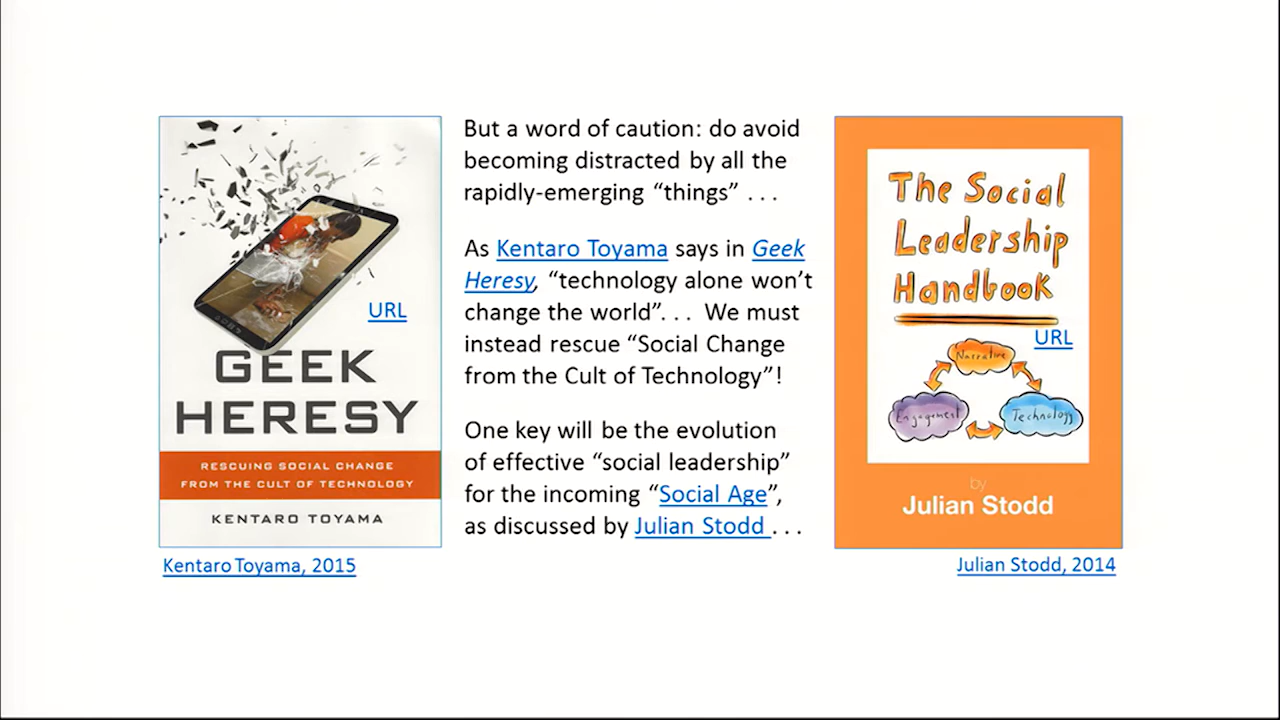 URL
GEEK
HERESY
RESCUING SOCIAL CHANGE
FROM THE CULT OF TECHNOLOGY
KENTARO TOYAMA
Kentaro Toyama, 2015
But a word of caution: do avoid
becoming distracted by all the
rapidly-emerging “things” . . .
As Kentaro Toyama says in Geek
Heresy, “technology alone won’t
change the world”. . .  We must
instead rescue “Social Change
from the Cult of Technology”!
One key will be the evolution
of effective “social leadership”
for the incoming “Social Age”,
as discussed by Julian Stodd . . .
The Social
Leadership
Handbook
URL
Narrative
Engagement
Technology
by
Julian Stodd
Julian Stodd, 2014